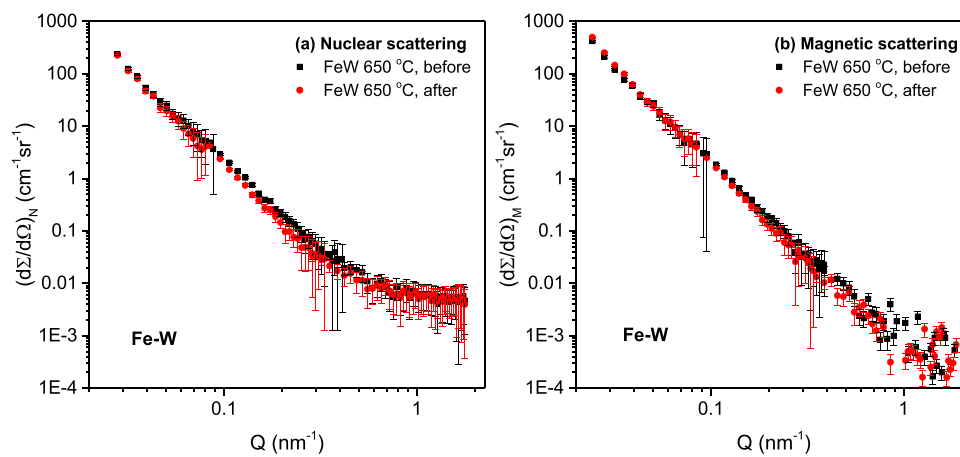 1000
100
10
1
0.1
0.01
1E-3
1E-4
0.1
1
(dΣ/dΩ)N (cm-1sr-1)
Q (nm-1)
(a) Nuclear scattering
FeW 650 °C, before
FeW 650 °C, after
Fe-W
1000
100
10
1
0.1
0.01
1E-3
1E-4
0.1
1
(dΣ/dΩ)M (cm-1sr-1)
Q (nm-1)
(b) Magnetic scattering
FeW 650 °C, before
FeW 650 °C, after
Fe-W